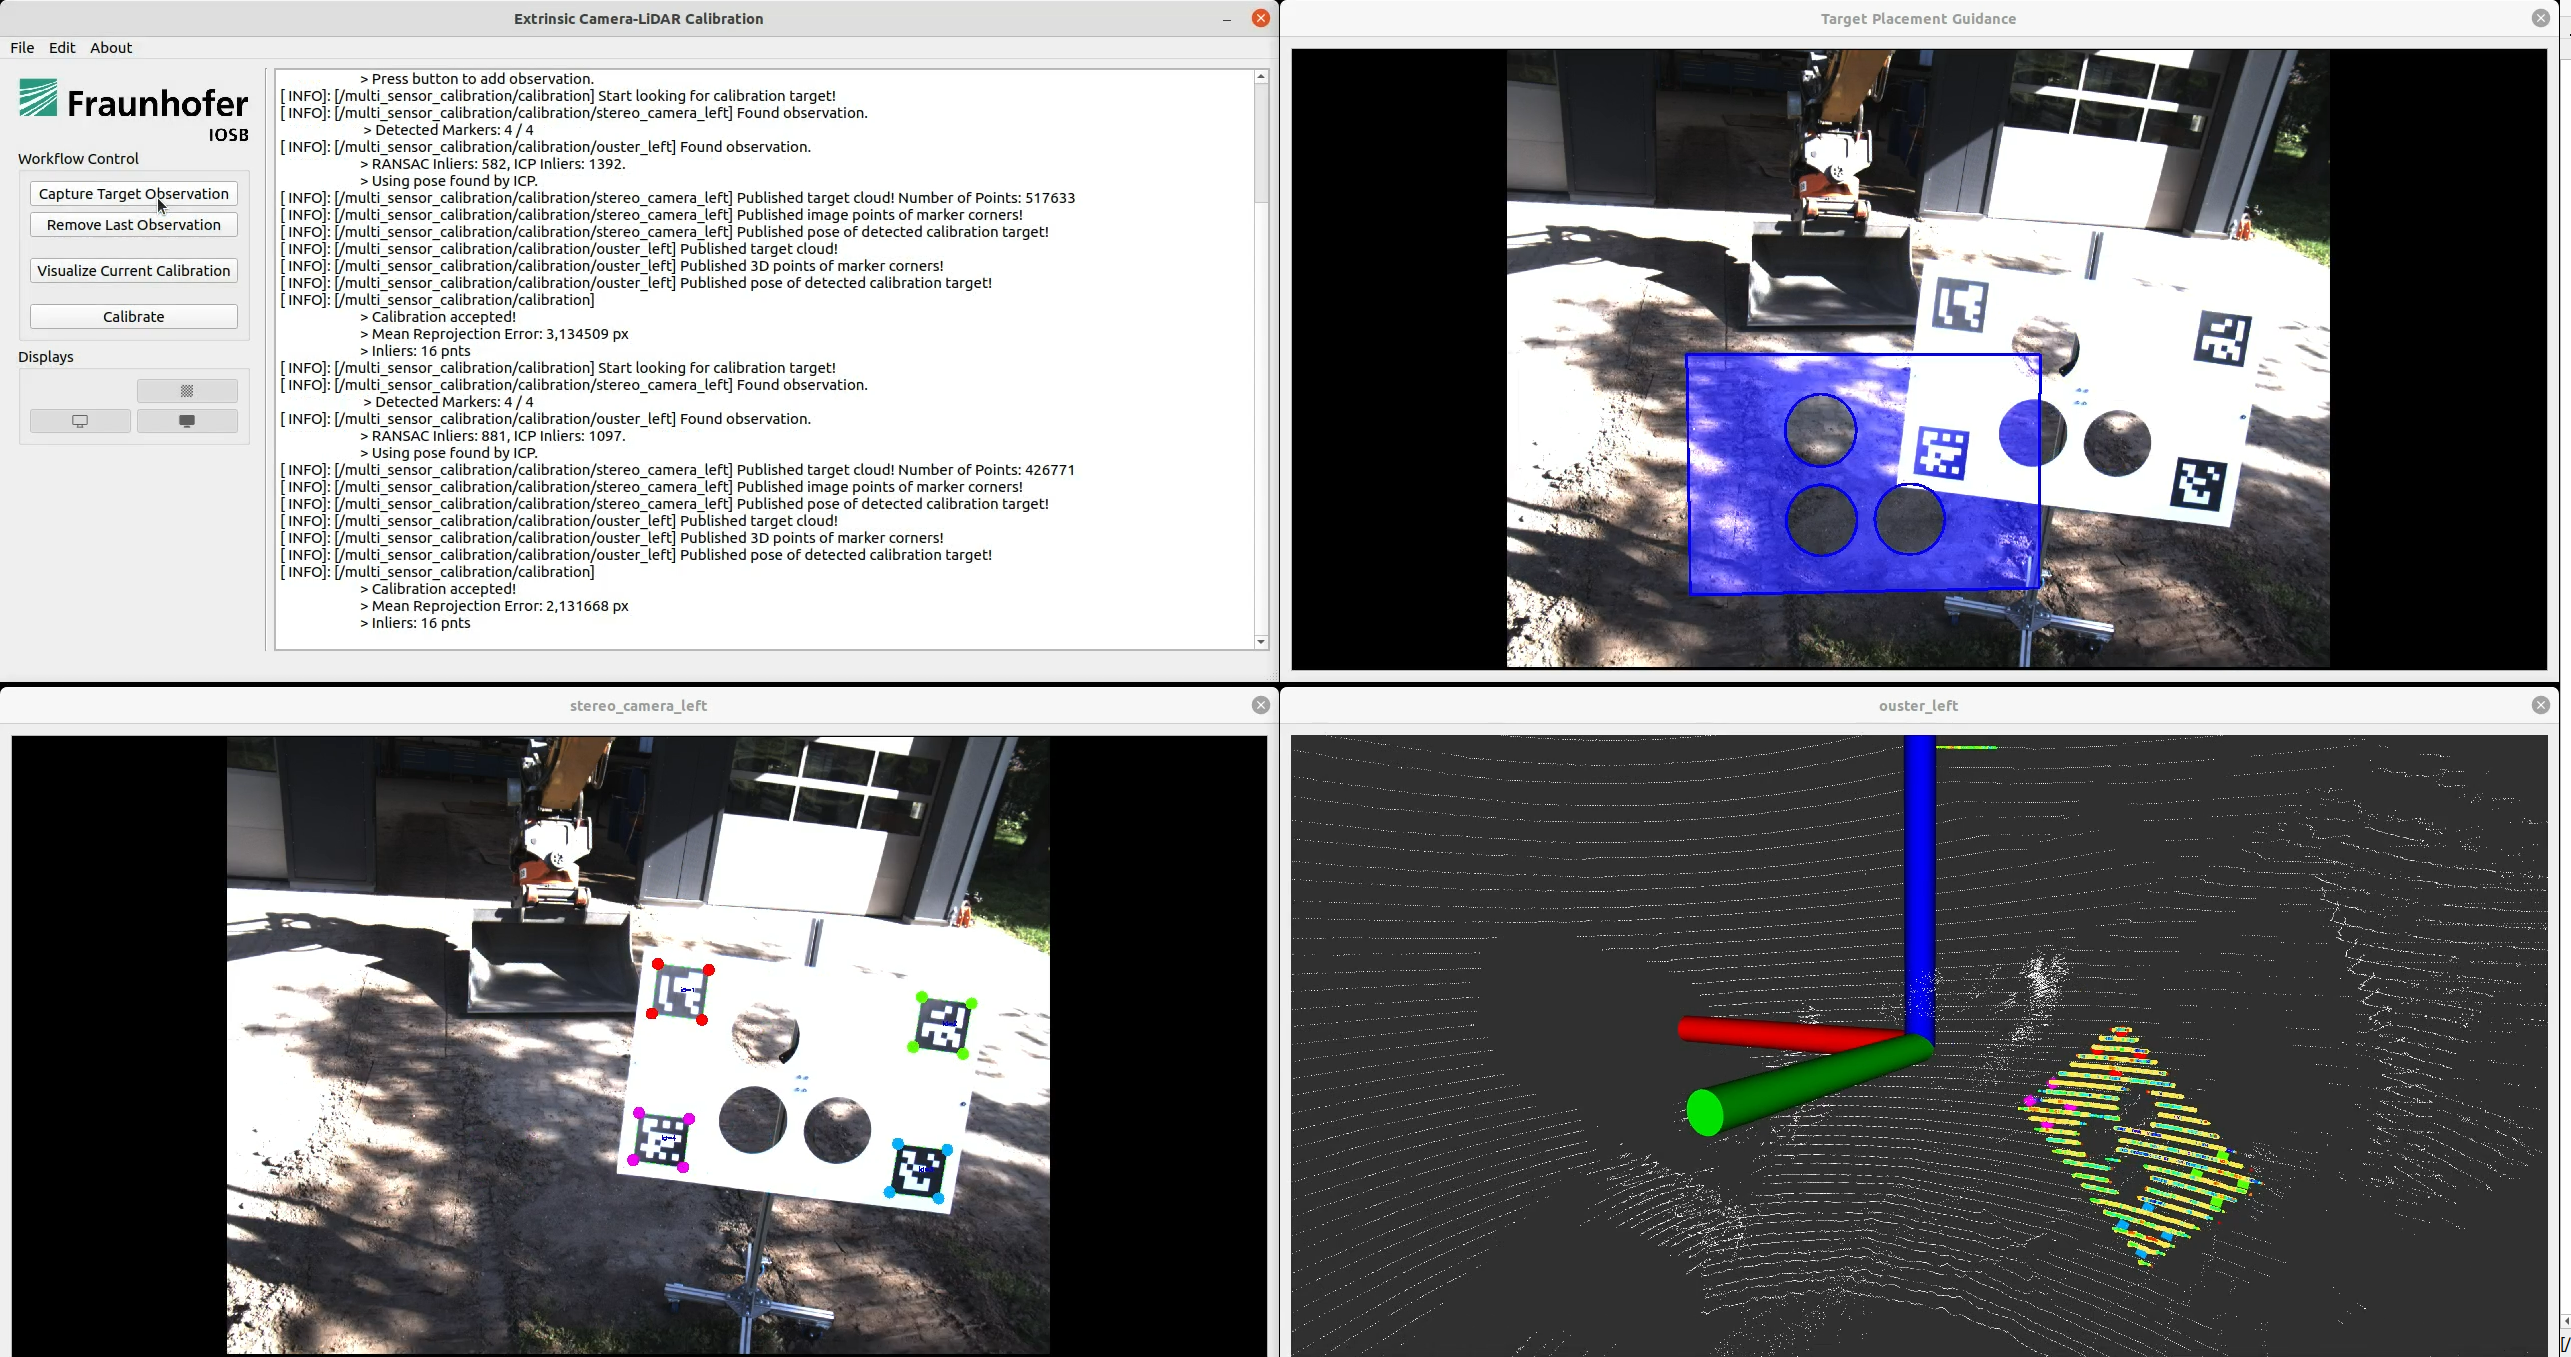 Extrinsic Camera-LiDAR Calibration
File Edit About
Fraunhofer
IOSB
Workflow Control
Capture Target Observation
Remove Last Observation
Visualize Current Calibration
Calibrate
Displays
> Press button to add observation.
[ INFO]: [/multi_sensor_calibration/calibration] Start looking for calibration target!
[ INFO]: [/multi_sensor_calibration/calibration/stereo_camera_left] Found observation.
> Detected Markers: 4 / 4
[ INFO]: [/multi_sensor_calibration/calibration/ouster_left] Found observation.
> RANSAC Inliers: 582, ICP Inliers: 1392.
> Using pose found by ICP.
[ INFO]: [/multi_sensor_calibration/calibration/stereo_camera_left] Published target cloud! Number of Points: 517633
[ INFO]: [/multi_sensor_calibration/calibration/stereo_camera_left] Published image points of marker corners!
[ INFO]: [/multi_sensor_calibration/calibration/stereo_camera_left] Published pose of detected calibration target!
[ INFO]: [/multi_sensor_calibration/calibration/ouster_left] Published target cloud!
[ INFO]: [/multi_sensor_calibration/calibration/ouster_left] Published 3D points of marker corners!
[ INFO]: [/multi_sensor_calibration/calibration/ouster_left] Published pose of detected calibration target!
[ INFO]: [/multi_sensor_calibration/calibration]
> Calibration accepted!
> Mean Reprojection Error: 3,134509 px
> Inliers: 16 pnts
[ INFO]: [/multi_sensor_calibration/calibration] Start looking for calibration target!
[ INFO]: [/multi_sensor_calibration/calibration/stereo_camera_left] Found observation.
> Detected Markers: 4 / 4
[ INFO]: [/multi_sensor_calibration/calibration/ouster_left] Found observation.
> RANSAC Inliers: 881, ICP Inliers: 1097.
> Using pose found by ICP.
[ INFO]: [/multi_sensor_calibration/calibration/stereo_camera_left] Published target cloud! Number of Points: 426771
[ INFO]: [/multi_sensor_calibration/calibration/stereo_camera_left] Published image points of marker corners!
[ INFO]: [/multi_sensor_calibration/calibration/stereo_camera_left] Published pose of detected calibration target!
[ INFO]: [/multi_sensor_calibration/calibration/ouster_left] Published target cloud!
[ INFO]: [/multi_sensor_calibration/calibration/ouster_left] Published 3D points of marker corners!
[ INFO]: [/multi_sensor_calibration/calibration/ouster_left] Published pose of detected calibration target!
[ INFO]: [/multi_sensor_calibration/calibration]
> Calibration accepted!
> Mean Reprojection Error: 2,131668 px
> Inliers: 16 pnts
Target Placement Guidance
stereo_camera_left
ouster_left